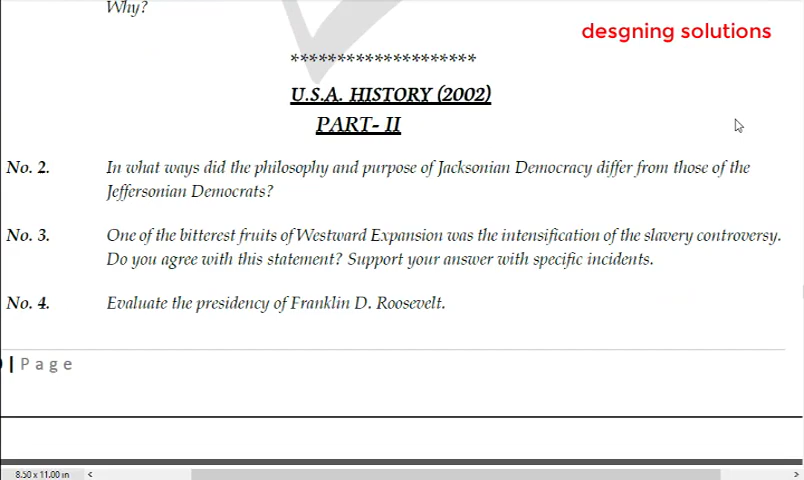 Why?
desgning solutions
********************
U.S.A. HISTORY (2002)
PART- II
No. 2. In what ways did the philosophy and purpose of Jacksonian Democracy differ from those of the
Jeffersonian Democrats?
No. 3. One of the bitterest fruits of Westward Expansion was the intensification of the slavery controversy.
Do you agree with this statement? Support your answer with specific incidents.
No. 4. Evaluate the presidency of Franklin D. Roosevelt.
| Page
8.50 x 11.00 in <